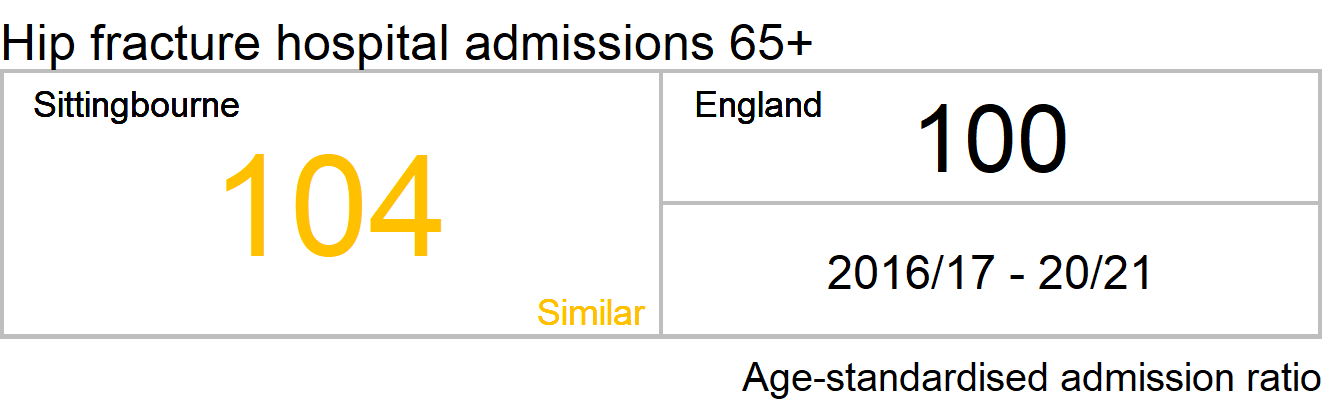 Hip fracture hospital admissions 65+
Sittingbourne
104
Similar
England
100
2016/17 - 20/21
Age-standardised admission ratio